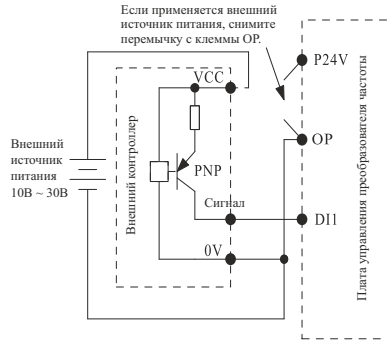 Если применяется внешний
источник питания, снимите
перемычку с клеммы OP.
VCC
P24V
OP
PNP
Внешний
источник
питания
10В ~ 30В
Внешний контроллер
Сигнал
DI1
0V
Плата управления преобразователя частоты